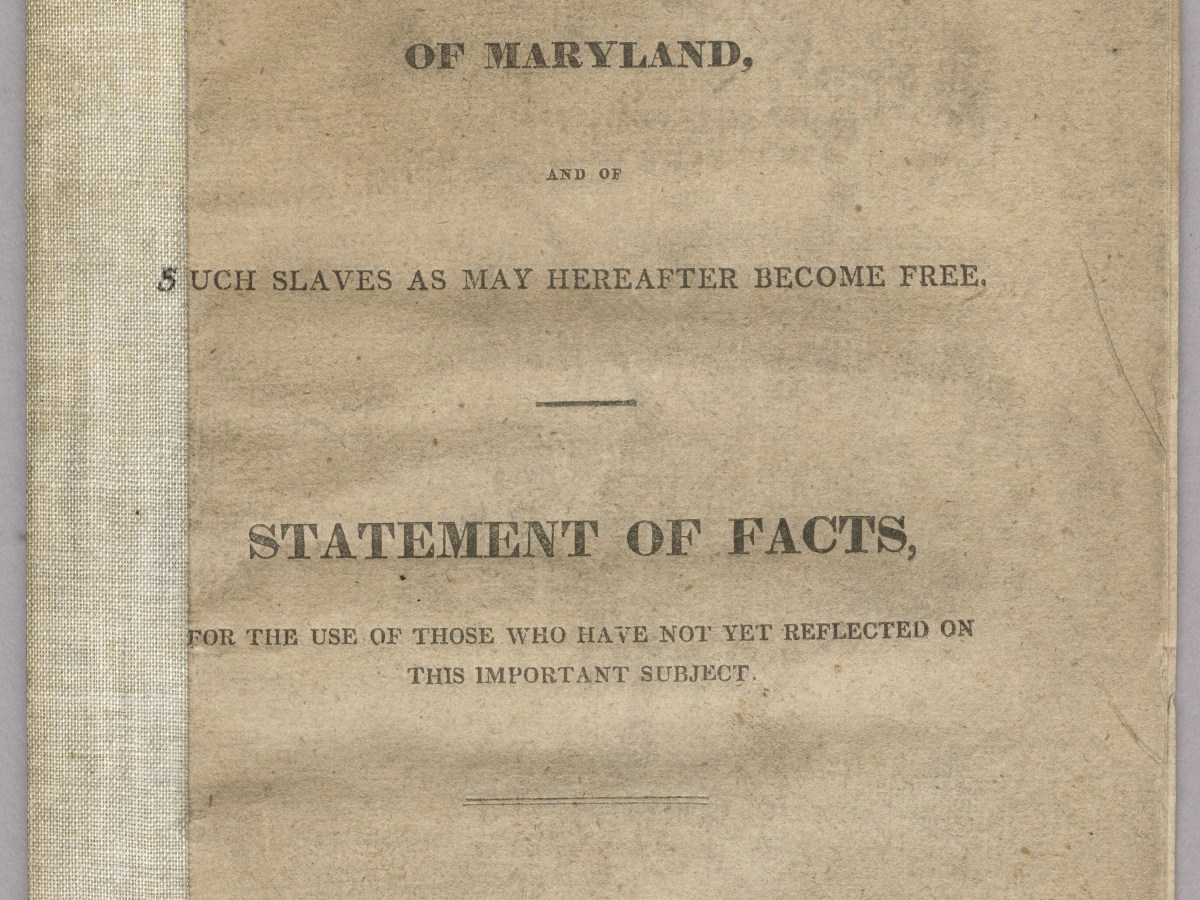 OF MARYLAND,
AND OF
SUCH SLAVES AS MAY HEREAFTER BECOME FREE.
STATEMENT OF FACTS,
FOR THE USE OF THOSE WHO HAVE NOT YET REFLECTED ON
THIS IMPORTANT SUBJECT.